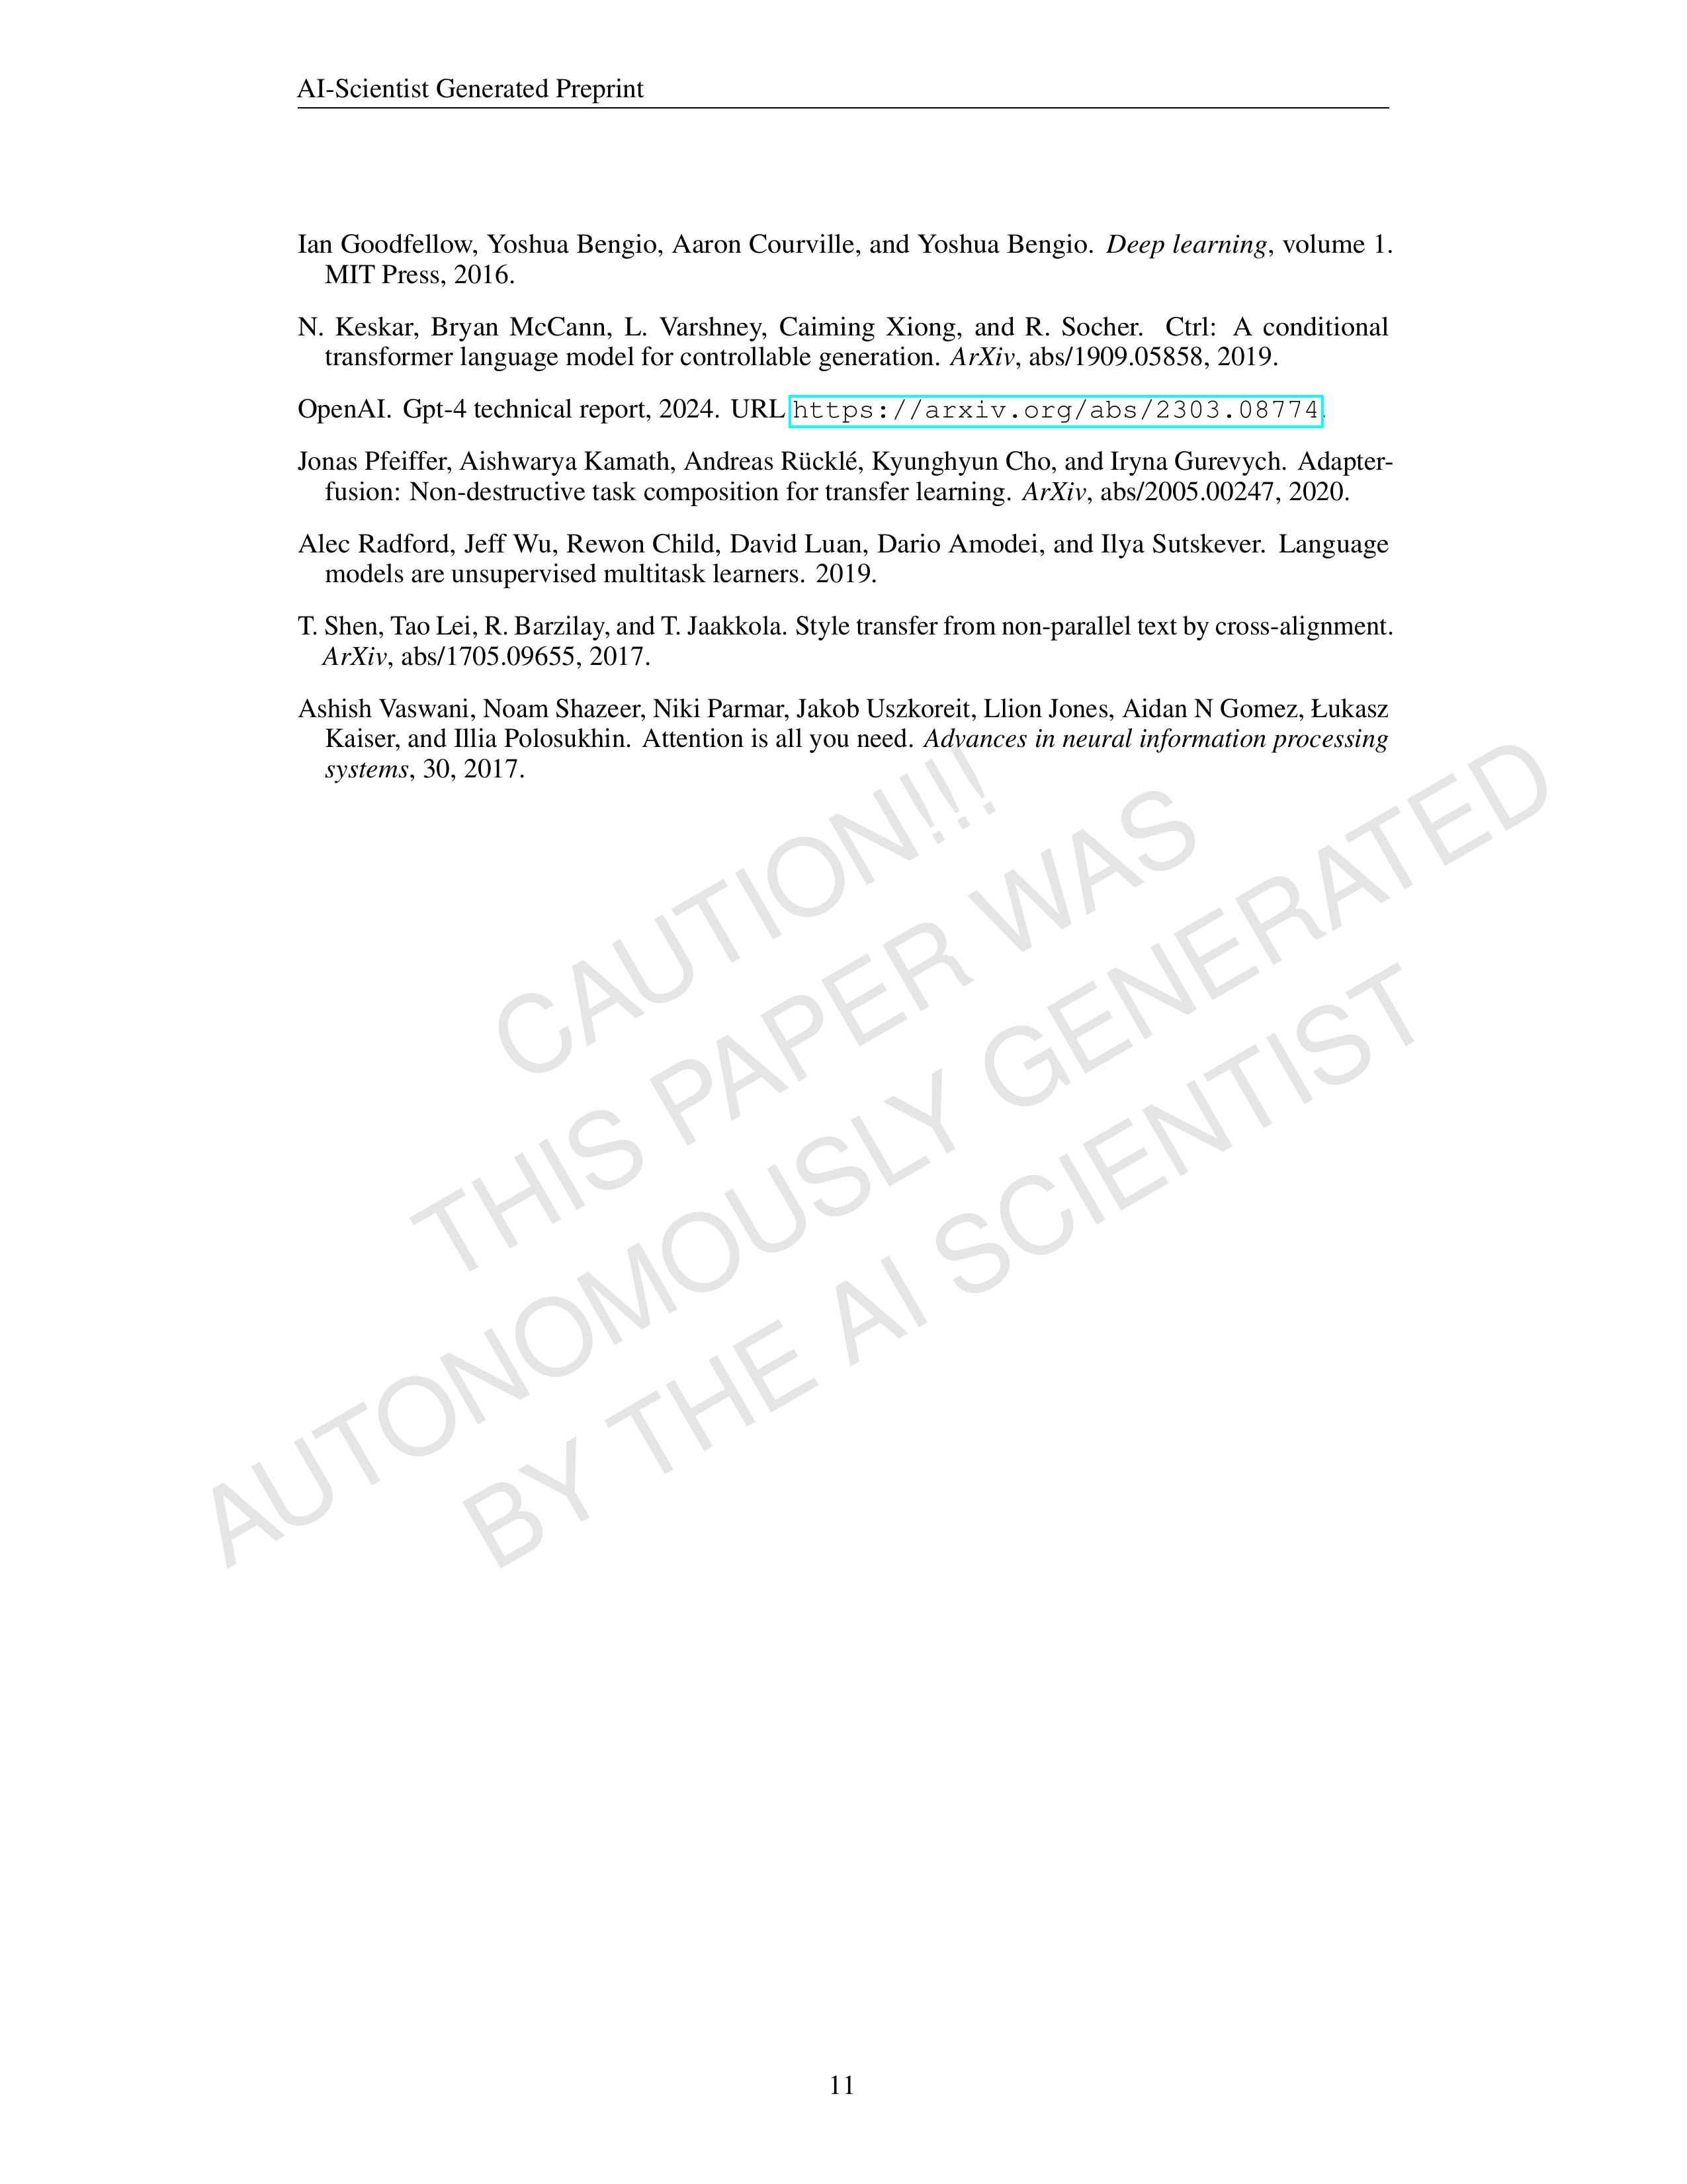 AI-Scientist Generated Preprint
Ian Goodfellow, Yoshua Bengio, Aaron Courville, and Yoshua Bengio. Deep learning, volume 1.
MIT Press, 2016.
N. Keskar, Bryan McCann, L. Varshney, Caiming Xiong, and R. Socher. Ctrl: A conditional
transformer language model for controllable generation. ArXiv, abs/1909.05858, 2019.
OpenAI. Gpt-4 technical report, 2024. URL https://arxiv.org/abs/2303.08774.
Jonas Pfeiffer, Aishwarya Kamath, Andreas Rücklé, Kyunghyun Cho, and Iryna Gurevych. Adapter-
fusion: Non-destructive task composition for transfer learning. ArXiv, abs/2005.00247, 2020.
Alec Radford, Jeff Wu, Rewon Child, David Luan, Dario Amodei, and Ilya Sutskever. Language
models are unsupervised multitask learners. 2019.
T. Shen, Tao Lei, R. Barzilay, and T. Jaakkola. Style transfer from non-parallel text by cross-alignment.
ArXiv, abs/1705.09655, 2017.
Ashish Vaswani, Noam Shazeer, Niki Parmar, Jakob Uszkoreit, Llion Jones, Aidan N Gomez, Łukasz
Kaiser, and Illia Polosukhin. Attention is all you need. Advances in neural information processing
systems, 30, 2017.
CAUTION!!!
THIS PAPER WAS
AUTONOMOUSLY GENERATED
BY THE AI SCIENTIST
11